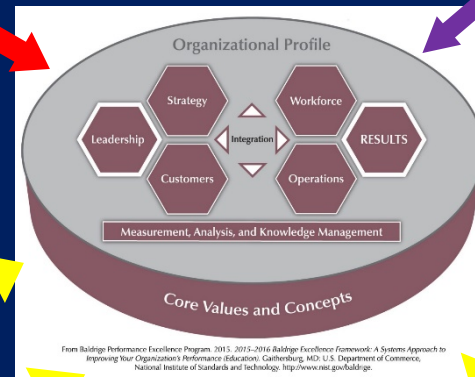 Organizational Profile
Strategy
Workforce
Leadership
Integration
RESULTS
Customers
Operations
Measurement, Analysis, and Knowledge Management
Core Values and Concepts
From Baldrige Performance Excellence Program. 2015. 2015–2016 Baldrige Excellence Framework: A Systems Approach to
Improving Your Organization's Performance (Education). Gaithersburg, MD: U.S. Department of Commerce,
National Institute of Standards and Technology. http://www.nist.gov/baldrige.